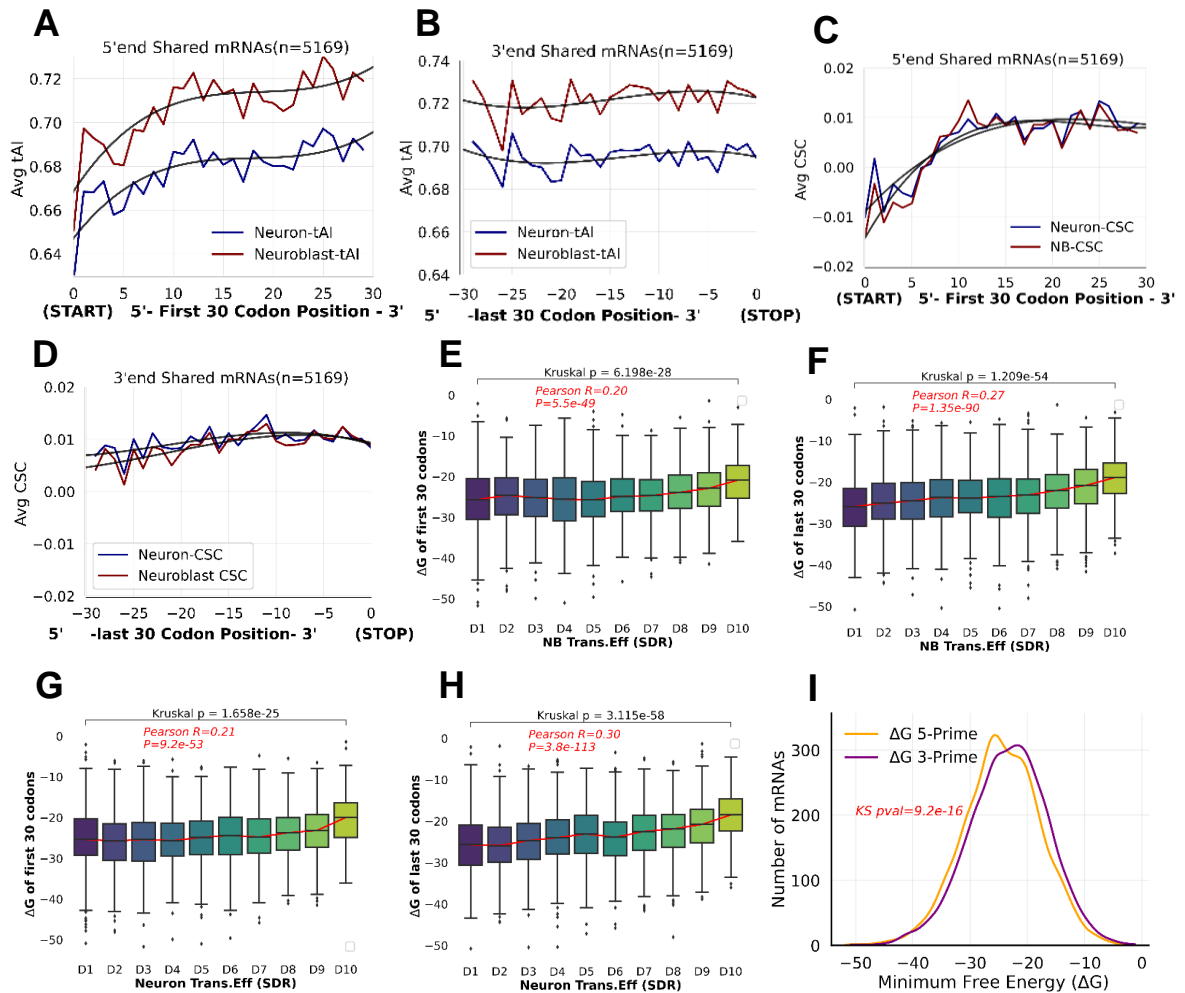 A
5'end Shared mRNAs(n=5169)
Avg tAI
0.72
0.70
0.68
0.66
0.64
Neuron-tAI
Neuroblast-tAI
0 5 10 15 20 25 30
(START) 5'- First 30 Codon Position - 3'
B
3'end Shared mRNAs(n=5169)
Avg tAI
0.74
0.72
0.70
0.68
0.66
0.64
Neuron-tAI
Neuroblast-tAI
−30 −25 −20 −15 −10 −5 0
5' -last 30 Codon Position- 3' (STOP)
C
5'end Shared mRNAs(n=5169)
Avg CSC
0.02
0.01
0.00
−0.01
−0.02
Neuron-CSC
NB-CSC
0 5 10 15 20 25 30
(START) 5'- First 30 Codon Position - 3'
D
3'end Shared mRNAs(n=5169)
Avg CSC
0.02
0.01
0.00
−0.01
−0.02
Neuron-CSC
Neuroblast CSC
−30 −25 −20 −15 −10 −5 0
5' -last 30 Codon Position- 3' (STOP)
E
Kruskal p = 6.198e-28
Pearson R=0.20
P=5.5e-49
ΔG of first 30 codons
0
−10
−20
−30
−40
−50
D1 D2 D3 D4 D5 D6 D7 D8 D9 D10
NB Trans.Eff (SDR)
F
Kruskal p = 1.209e-54
Pearson R=0.27
P=1.35e-90
ΔG of last 30 codons
0
−10
−20
−30
−40
−50
D1 D2 D3 D4 D5 D6 D7 D8 D9 D10
NB Trans.Eff (SDR)
G
Kruskal p = 1.658e-25
Pearson R=0.21
P=9.2e-53
ΔG of first 30 codons
0
−10
−20
−30
−40
−50
D1 D2 D3 D4 D5 D6 D7 D8 D9 D10
Neuron Trans.Eff (SDR)
H
Kruskal p = 3.115e-58
Pearson R=0.30
P=3.8e-113
ΔG of last 30 codons
0
−10
−20
−30
−40
−50
D1 D2 D3 D4 D5 D6 D7 D8 D9 D10
Neuron Trans.Eff (SDR)
I
ΔG 5-Prime
ΔG 3-Prime
KS pval=9.2e-16
Number of mRNAs
300
200
100
0
−50 −40 −30 −20 −10 0
Minimum Free Energy (ΔG)